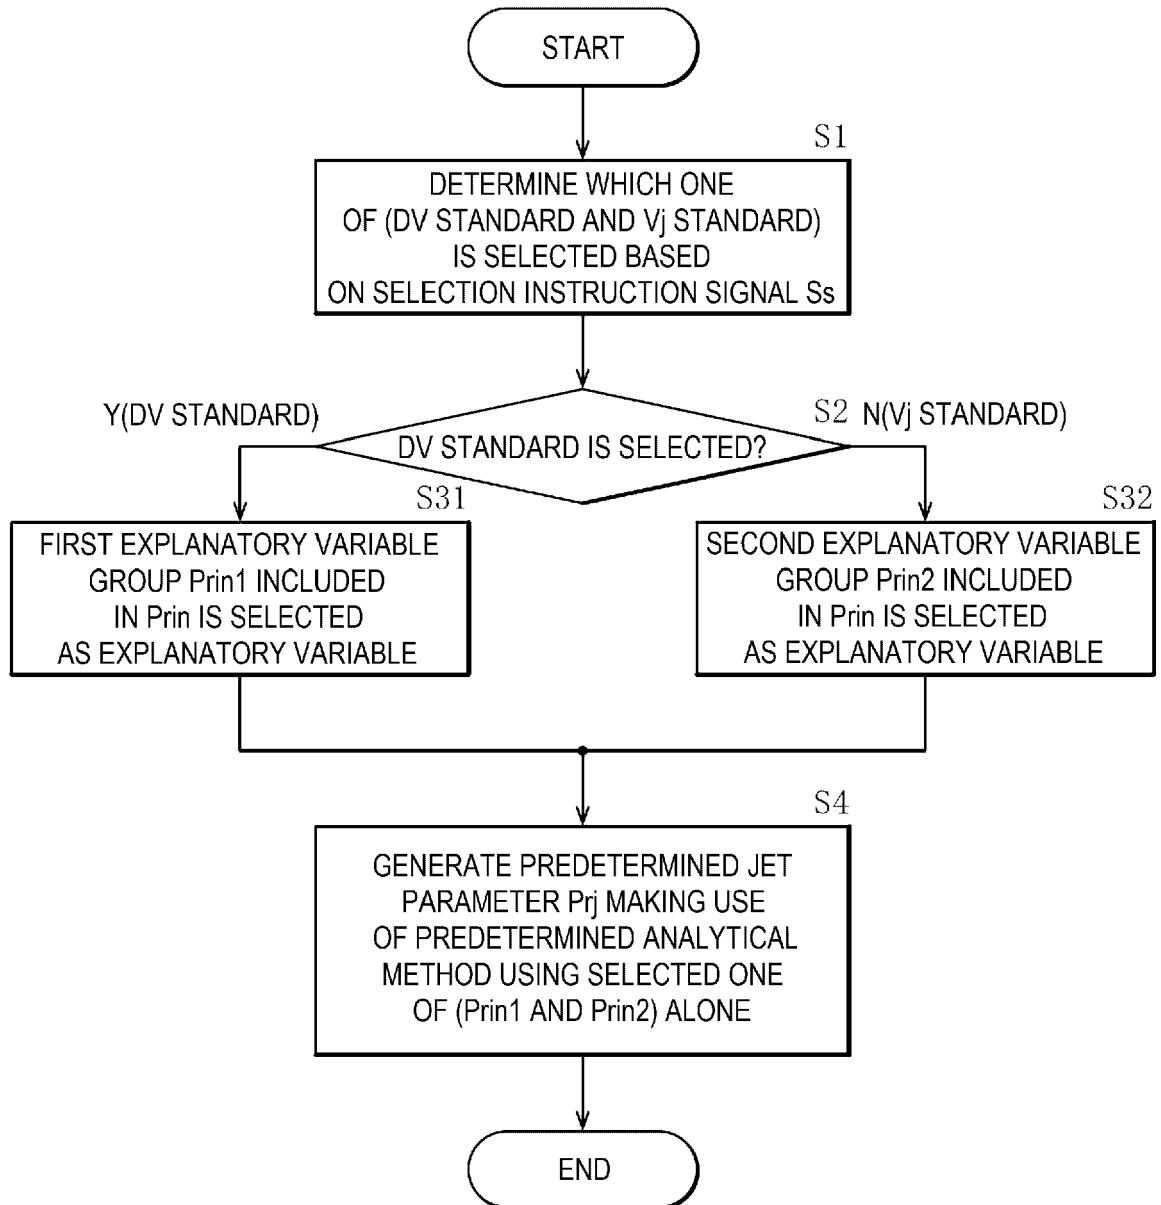 START
S1
DETERMINE WHICH ONE
OF (DV STANDARD AND Vj STANDARD)
IS SELECTED BASED
ON SELECTION INSTRUCTION SIGNAL Ss
Y(DV STANDARD)
S2
N(Vj STANDARD)
DV STANDARD IS SELECTED?
S31
FIRST EXPLANATORY VARIABLE
GROUP Prin1 INCLUDED
IN Prin IS SELECTED
AS EXPLANATORY VARIABLE
S32
SECOND EXPLANATORY VARIABLE
GROUP Prin2 INCLUDED
IN Prin IS SELECTED
AS EXPLANATORY VARIABLE
S4
GENERATE PREDETERMINED JET
PARAMETER Prj MAKING USE
OF PREDETERMINED ANALYTICAL
METHOD USING SELECTED ONE
OF (Prin1 AND Prin2) ALONE
END